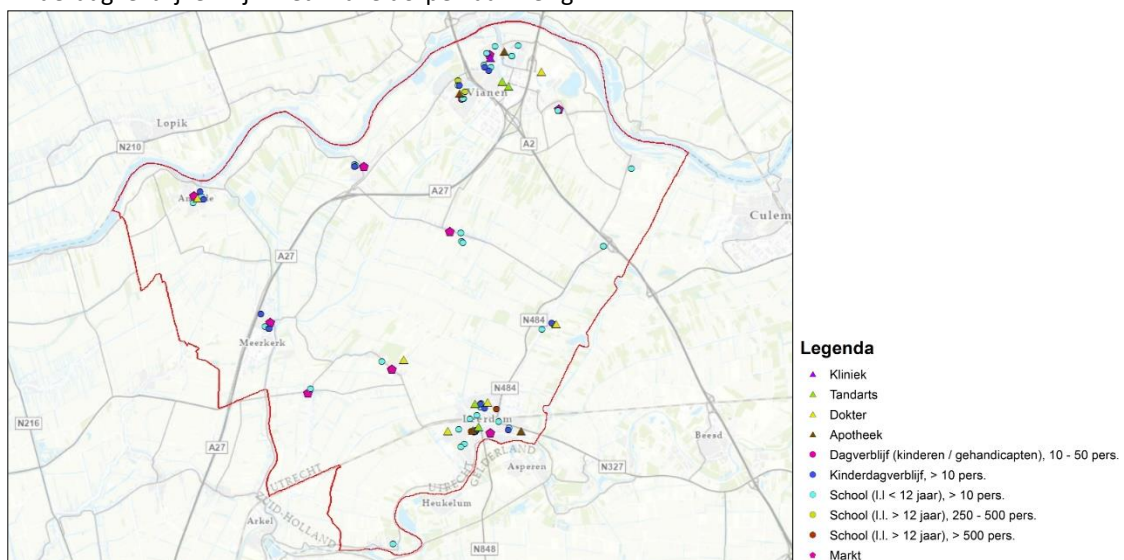 Vianen
Lopik
N210
A2
A27
Culem
A27
N484
Meerkerk
N484
N216
A27
Beesd
UTRECHT
UTRECHT
GELDERLAND
Asperen
N327
ZUID-HOLLAND
Heukelum
Arkel
N848
Legenda
Kliniek
Tandarts
Dokter
Apotheek
Dagverblijf (kinderen / gehandicapten), 10 - 50 pers.
Kinderdagverblijf, > 10 pers.
School (l.l < 12 jaar), > 10 pers.
School (l.l. > 12 jaar), 250 - 500 pers.
School (l.l. > 12 jaar), > 500 pers.
Markt